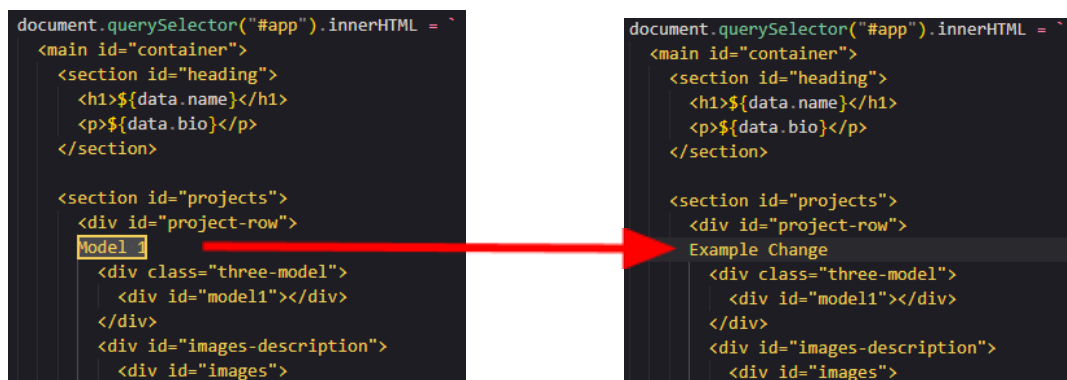 document.querySelector("#app").innerHTML = `
<main id="container">
<section id="heading">
<h1>${data.name}</h1>
<p>${data.bio}</p>
</section>
<section id="projects">
<div id="project-row">
Model 1
<div class="three-model">
<div id="model1"></div>
</div>
<div id="images-description">
<div id="images">
document.querySelector("#app").innerHTML = `
<main id="container">
<section id="heading">
<h1>${data.name}</h1>
<p>${data.bio}</p>
</section>
<section id="projects">
<div id="project-row">
Example Change
<div class="three-model">
<div id="model1"></div>
</div>
<div id="images-description">
<div id="images">